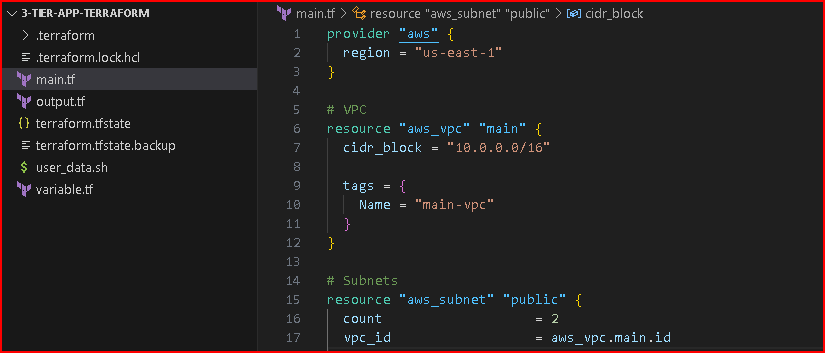 3-TIER-APP-TERRAFORM
.terraform
.terraform.lock.hcl
main.tf
output.tf
terraform.tfstate
terraform.tfstate.backup
user_data.sh
variable.tf
main.tf > resource "aws_subnet" "public" > cidr_block
1 provider "aws" {
2   region = "us-east-1"
3 }
4
5 # VPC
6 resource "aws_vpc" "main" {
7   cidr_block = "10.0.0.0/16"
8
9   tags = {
10     Name = "main-vpc"
11   }
12 }
13
14 # Subnets
15 resource "aws_subnet" "public" {
16   count                   = 2
17   vpc_id                  = aws_vpc.main.id